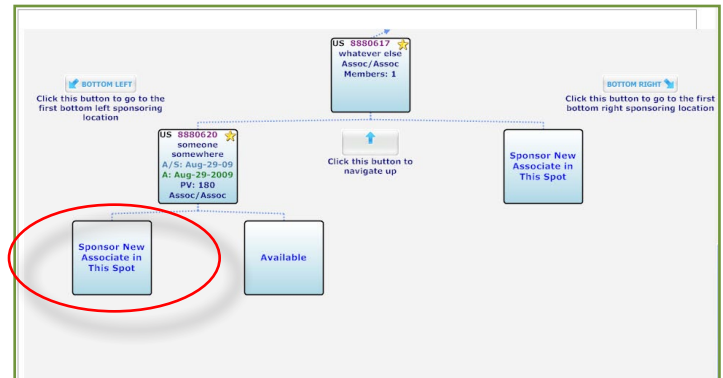 US 8880617
whatever else
Assoc/Assoc
Members: 1
BOTTOM LEFT
Click this button to go to the
first bottom left sponsoring
location
BOTTOM RIGHT
Click this button to go to the first
bottom right sponsoring location
US 8880620
someone
somewhere
A/S: Aug-29-09
A: Aug-29-2009
PV: 180
Assoc/Assoc
Click this button to
navigate up
Sponsor New
Associate in
This Spot
Sponsor New
Associate in
This Spot
Available